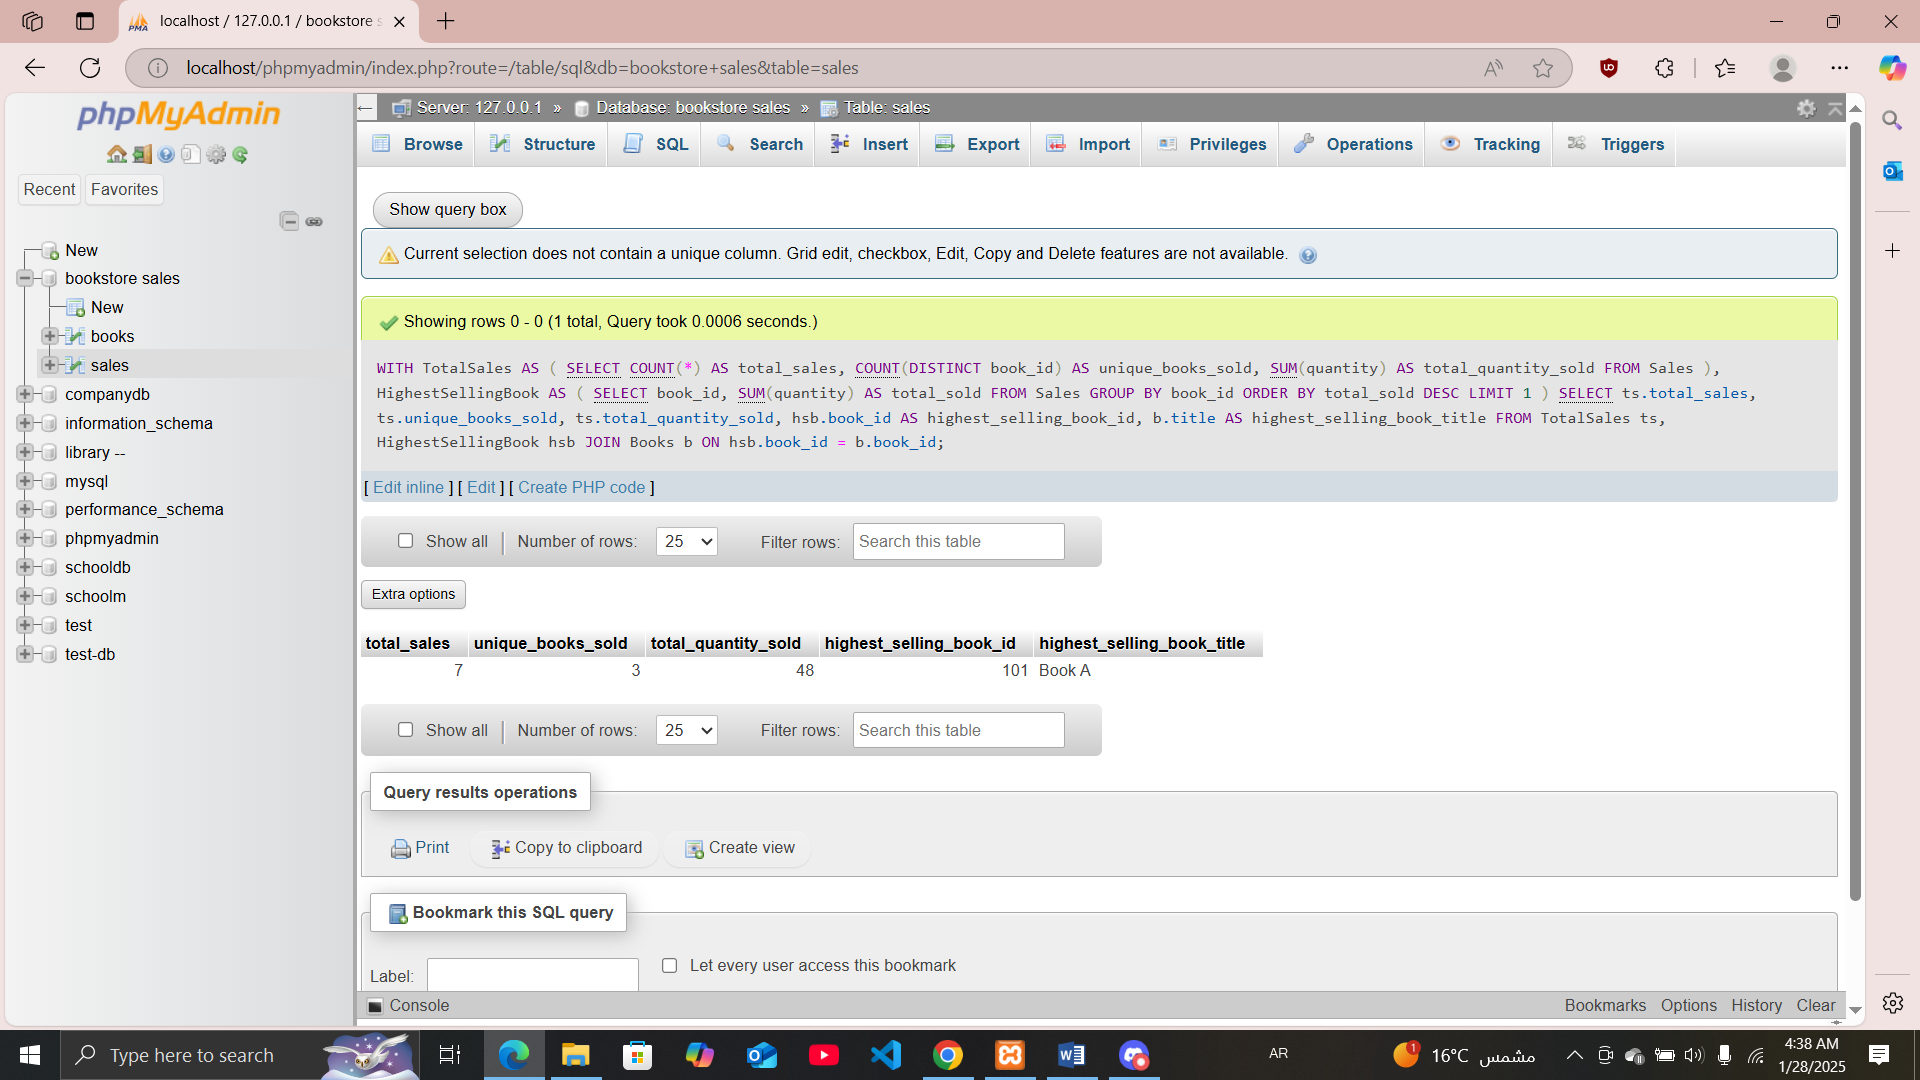 localhost / 127.0.0.1 / bookstore s
localhost/phpmyadmin/index.php?route=/table/sql&db=bookstore+sales&table=sales
phpMyAdmin
Recent
Favorites
New
bookstore sales
New
books
sales
companydb
information_schema
library --
mysql
performance_schema
phpmyadmin
schooldb
schoolm
test
test-db
Server: 127.0.0.1 » Database: bookstore sales » Table: sales
Browse Structure SQL Search Insert Export Import Privileges Operations Tracking Triggers
Show query box
Current selection does not contain a unique column. Grid edit, checkbox, Edit, Copy and Delete features are not available.
Showing rows 0 - 0 (1 total, Query took 0.0006 seconds.)
WITH TotalSales AS ( SELECT COUNT(*) AS total_sales, COUNT(DISTINCT book_id) AS unique_books_sold, SUM(quantity) AS total_quantity_sold FROM Sales ),
HighestSellingBook AS ( SELECT book_id, SUM(quantity) AS total_sold FROM Sales GROUP BY book_id ORDER BY total_sold DESC LIMIT 1 ) SELECT ts.total_sales,
ts.unique_books_sold, ts.total_quantity_sold, hsb.book_id AS highest_selling_book_id, b.title AS highest_selling_book_title FROM TotalSales ts,
HighestSellingBook hsb JOIN Books b ON hsb.book_id = b.book_id;
[ Edit inline ] [ Edit ] [ Create PHP code ]
Show all Number of rows: 25 Filter rows: Search this table
Extra options
total_sales unique_books_sold total_quantity_sold highest_selling_book_id highest_selling_book_title
7 3 48 101 Book A
Show all Number of rows: 25 Filter rows: Search this table
Query results operations
Print Copy to clipboard Create view
Bookmark this SQL query
Label: Let every user access this bookmark
Console Bookmarks Options History Clear
Type here to search
AR
1
16°C مشمس
4:38 AM
1/28/2025